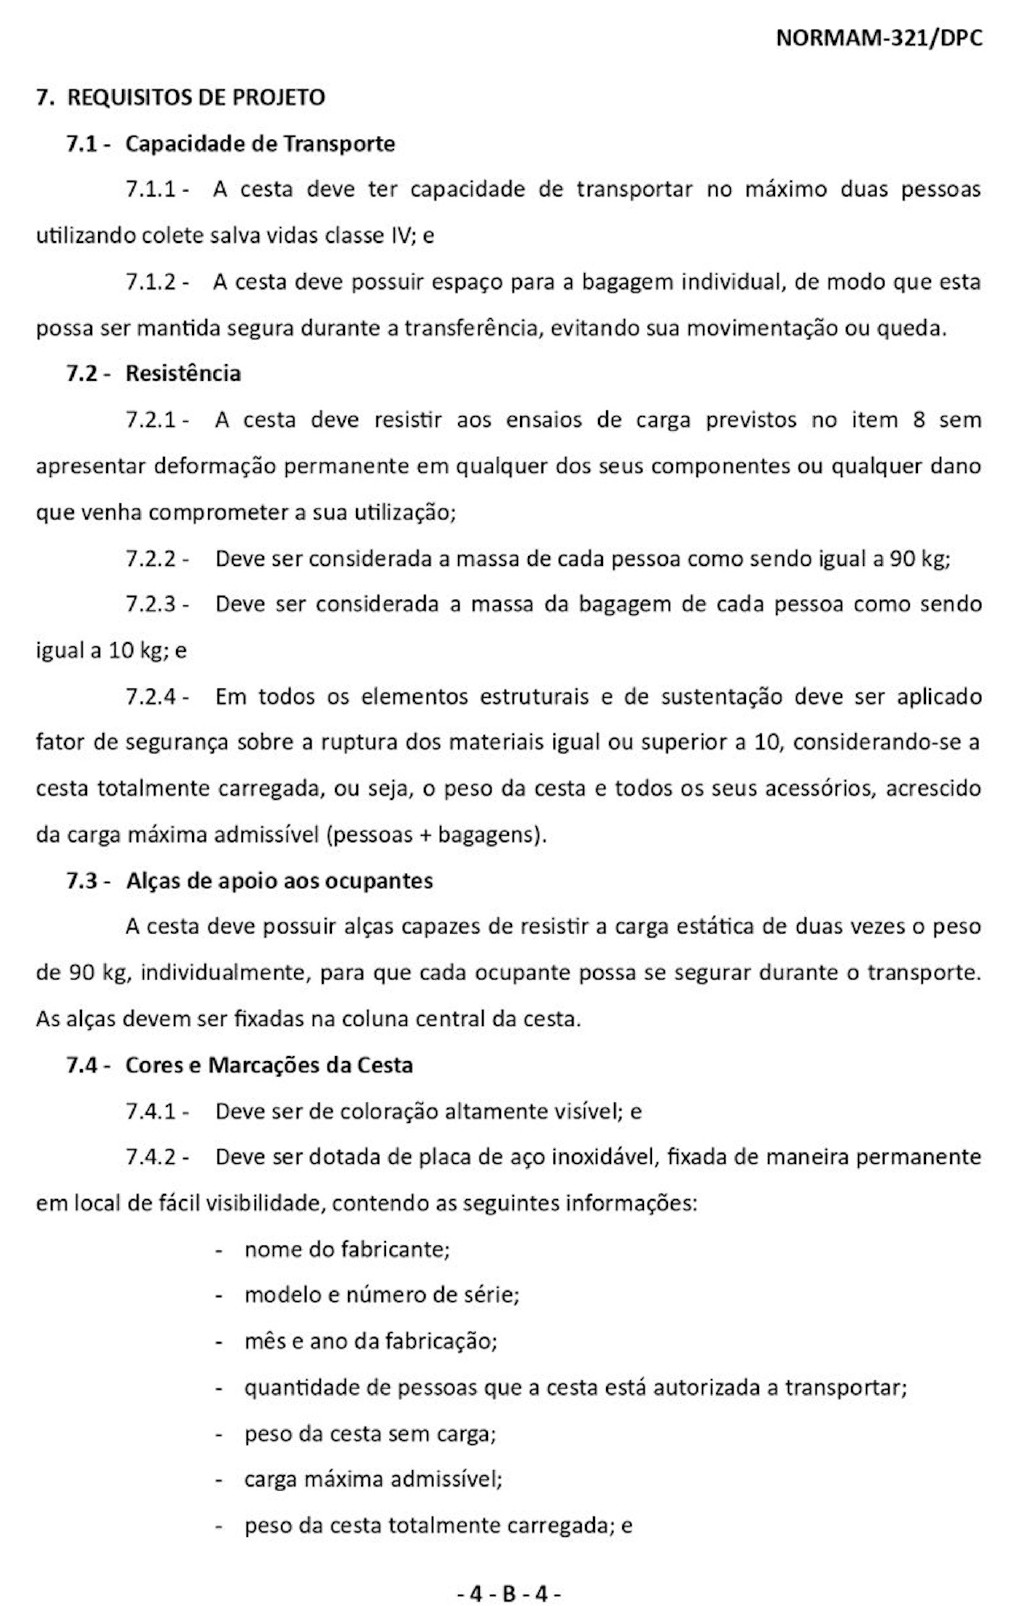 NORMAM-321/DPC
7. REQUISITOS DE PROJETO
7.1 - Capacidade de Transporte
7.1.1 - A cesta deve ter capacidade de transportar no máximo duas pessoas
utilizando colete salva vidas classe IV; e
7.1.2 - A cesta deve possuir espaço para a bagagem individual, de modo que esta
possa ser mantida segura durante a transferência, evitando sua movimentação ou queda.
7.2 - Resistência
7.2.1 - A cesta deve resistir aos ensaios de carga previstos no item 8 sem
apresentar deformação permanente em qualquer dos seus componentes ou qualquer dano
que venha comprometer a sua utilização;
7.2.2 - Deve ser considerada a massa de cada pessoa como sendo igual a 90 kg;
7.2.3 - Deve ser considerada a massa da bagagem de cada pessoa como sendo
igual a 10 kg; e
7.2.4 - Em todos os elementos estruturais e de sustentação deve ser aplicado
fator de segurança sobre a ruptura dos materiais igual ou superior a 10, considerando-se a
cesta totalmente carregada, ou seja, o peso da cesta e todos os seus acessórios, acrescido
da carga máxima admissível (pessoas + bagagens).
7.3 - Alças de apoio aos ocupantes
A cesta deve possuir alças capazes de resistir a carga estática de duas vezes o peso
de 90 kg, individualmente, para que cada ocupante possa se segurar durante o transporte.
As alças devem ser fixadas na coluna central da cesta.
7.4 - Cores e Marcações da Cesta
7.4.1 - Deve ser de coloração altamente visível; e
7.4.2 - Deve ser dotada de placa de aço inoxidável, fixada de maneira permanente
em local de fácil visibilidade, contendo as seguintes informações:
- nome do fabricante;
- modelo e número de série;
- mês e ano da fabricação;
- quantidade de pessoas que a cesta está autorizada a transportar;
- peso da cesta sem carga;
- carga máxima admissível;
- peso da cesta totalmente carregada; e
- 4 - B - 4 -